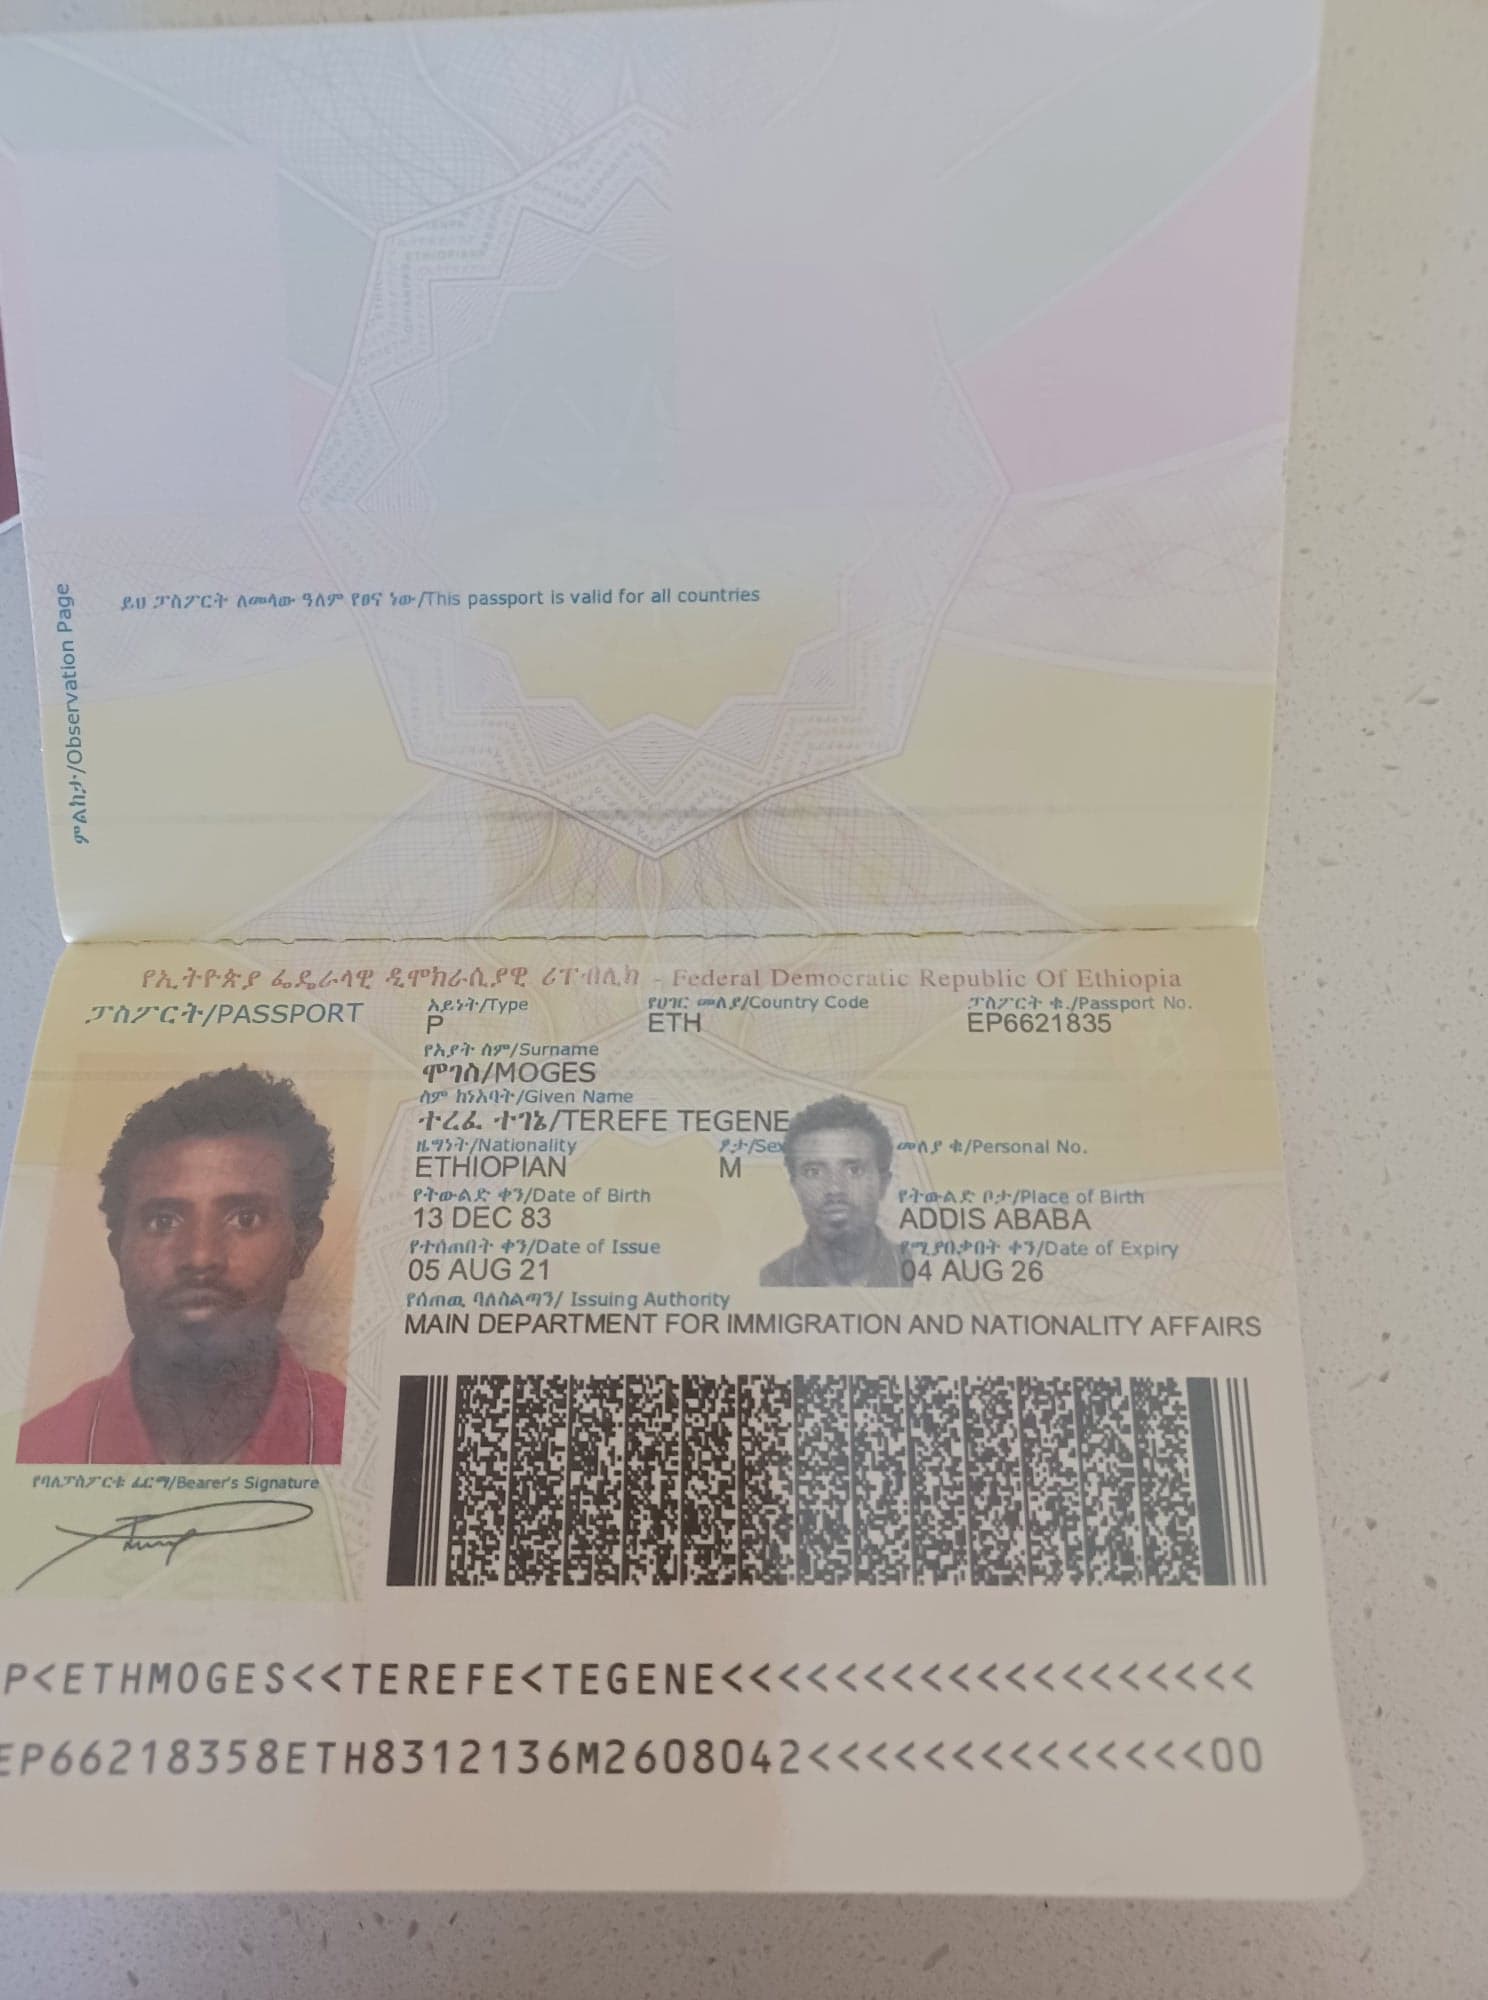 ይህ ፓስፖርት ለመላው ዓለም የፀና ነው/This passport is valid for all countries
ምልከታ/Observation Page
የኢትዮጵያ ፌዴራላዊ ዲሞክራሲያዊ ሪፐብሊክ - Federal Democratic Republic Of Ethiopia
ፓስፖርት/PASSPORT
አይነት/Type
የሀገር መለያ/Country Code
ፓስፖርት ቁ./Passport No.
P
ETH
EP6621835
የአያት ስም/Surname
ሞገስ/MOGES
ስም ከነአባት/Given Name
ተረፈ ተገኔ/TEREFE TEGENE
ዜግነት/Nationality
ፆታ/Sex
መለያ ቁ/Personal No.
ETHIOPIAN
M
የትውልድ ቀን/Date of Birth
የትውልድ ቦታ/Place of Birth
13 DEC 83
ADDIS ABABA
የተሰጠበት ቀን/Date of Issue
የሚያበቃበት ቀን/Date of Expiry
05 AUG 21
04 AUG 26
የሰጠዉ ባለስልጣን/ Issuing Authority
MAIN DEPARTMENT FOR IMMIGRATION AND NATIONALITY AFFAIRS
የባለፓስፖርቱ ፊርማ/Bearer's Signature
P<ETHMOGES<<TEREFE<TEGENE<<<<<<<<<<<<<<<<<<<
EP66218358ETH8312136M2608042<<<<<<<<<<<<<<00